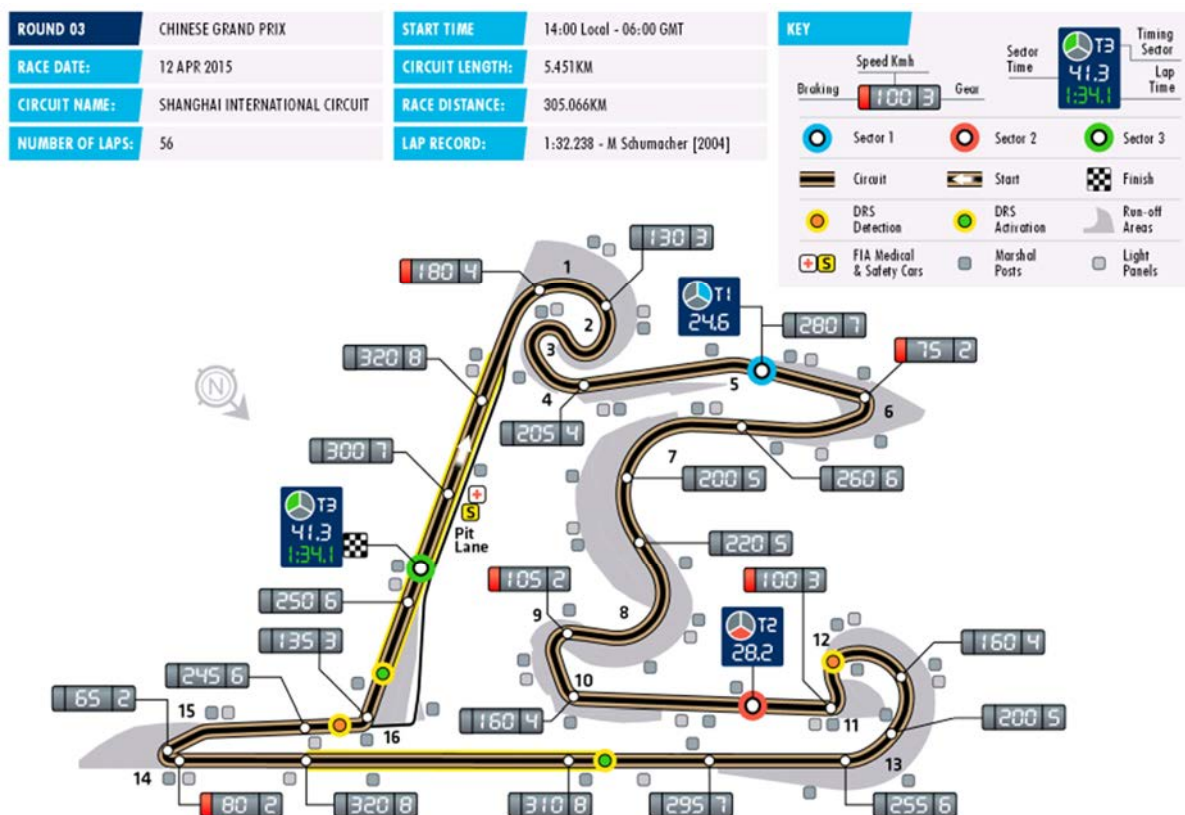 ROUND 03 CHINESE GRAND PRIX
RACE DATE: 12 APR 2015
CIRCUIT NAME: SHANGHAI INTERNATIONAL CIRCUIT
NUMBER OF LAPS: 56
START TIME 14:00 Local - 06:00 GMT
CIRCUIT LENGTH: 5.451KM
RACE DISTANCE: 305.066KM
LAP RECORD: 1:32.238 - M Schumacher [2004]
KEY
Speed Kmh
Braking 100 3 Gear
Sector Time
T3
41.3
1:34.1
Timing Sector
Lap Time
Sector 1 Sector 2 Sector 3
Circuit Start Finish
DRS Detection
DRS Activation
Run-off Areas
S
FIA Medical & Safety Cars
Marshal Posts
Light Panels
130 3
1
180 4
T1
24.6
280 7
2
3
320 8
75 2
5
4
6
205 4
N
300 7
7
200 5
260 6
T3
41.3
1:34.1
S
Pit Lane
220 5
105 2
100 3
250 6
9
8
T2
28.2
12
135 3
160 4
245 6
10
65 2
15
160 4
11
200 5
16
14
13
80 2
320 8
310 8
295 7
255 6